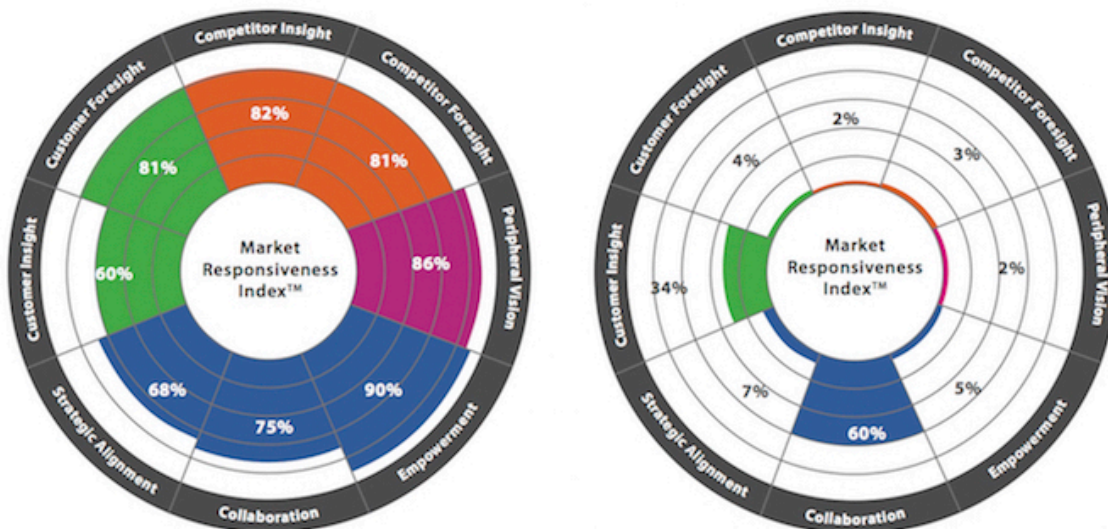 Competitor Insight
Competitor Foresight
Peripheral Vision
Empowerment
Collaboration
Strategic Alignment
Customer Insight
Customer Foresight
82%
81%
86%
90%
75%
68%
60%
81%
Market
Responsiveness
Index™
Competitor Insight
Competitor Foresight
Peripheral Vision
Empowerment
Collaboration
Strategic Alignment
Customer Insight
Customer Foresight
2%
3%
2%
5%
60%
7%
34%
4%
Market
Responsiveness
Index™